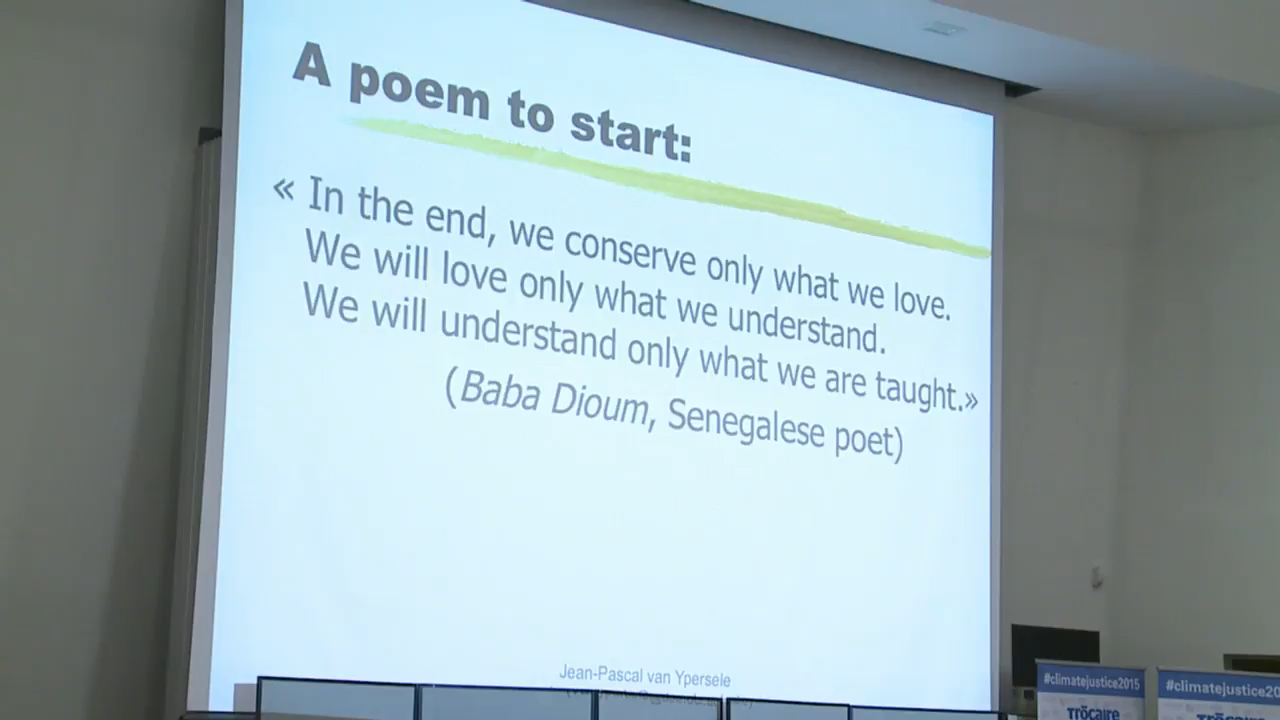 A poem to start:
« In the end, we conserve only what we love.
We will love only what we understand.
We will understand only what we are taught.»
(Baba Dioum, Senegalese poet)
Jean-Pascal van Ypersele
#climatejustice2015
Trócaire
#climatejustice20
Trócaire